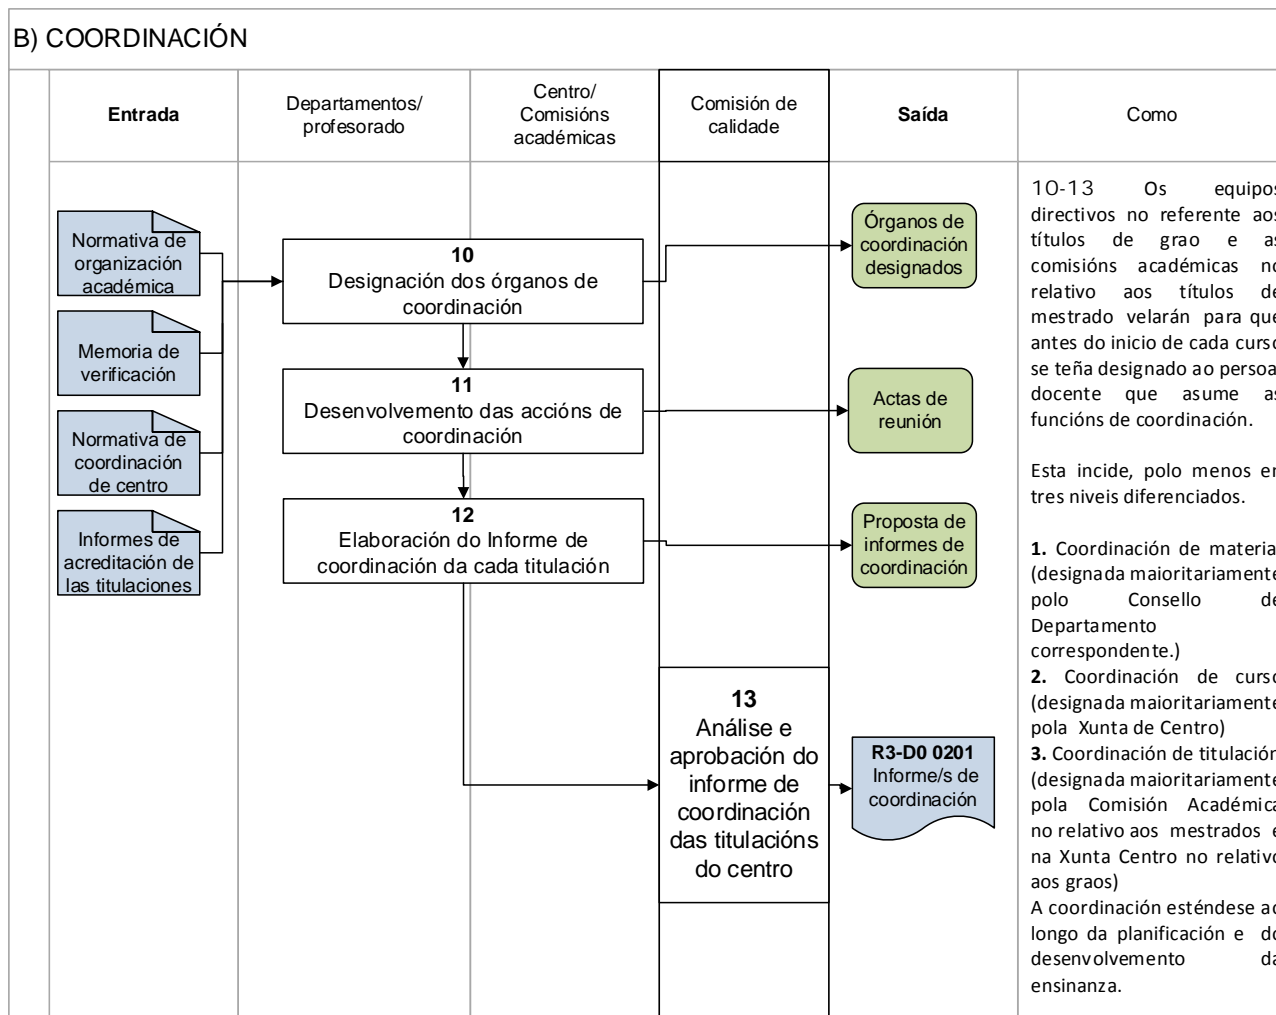 B) COORDINACIÓN
Entrada
Departamentos/
profesorado
Centro/
Comisións
académicas
Comisión de
calidade
Saída
Como
Normativa de
organización
académica
Memoria de
verificación
Normativa de
coordinación
de centro
Informes de
acreditación de
las titulaciones
10
Designación dos órganos de
coordinación
11
Desenvolvemento das accións de
coordinación
12
Elaboración do Informe de
coordinación da cada titulación
13
Análise e
aprobación do
informe de
coordinación
das titulacións
do centro
Órganos de
coordinación
designados
Actas de
reunión
Proposta de
informes de
coordinación
R3-D0 0201
Informe/s de
coordinación
10-13 Os equipos
directivos no referente aos
títulos de grao e as
comisións académicas no
relativo aos títulos de
mestrado velarán para que
antes do inicio de cada curso
se teña designado ao persoal
docente que asume as
funcións de coordinación.
Esta incide, polo menos en
tres niveis diferenciados.
1. Coordinación de materia
(designada maioritariamente
polo Consello de
Departamento
correspondente.)
2. Coordinación de curso
(designada maioritariamente
pola Xunta de Centro)
3. Coordinación de titulación
(designada maioritariamente
pola Comisión Académica
no relativo aos mestrados e
na Xunta Centro no relativo
aos graos)
A coordinación esténdese ao
longo da planificación e do
desenvolvemento da
ensinanza.